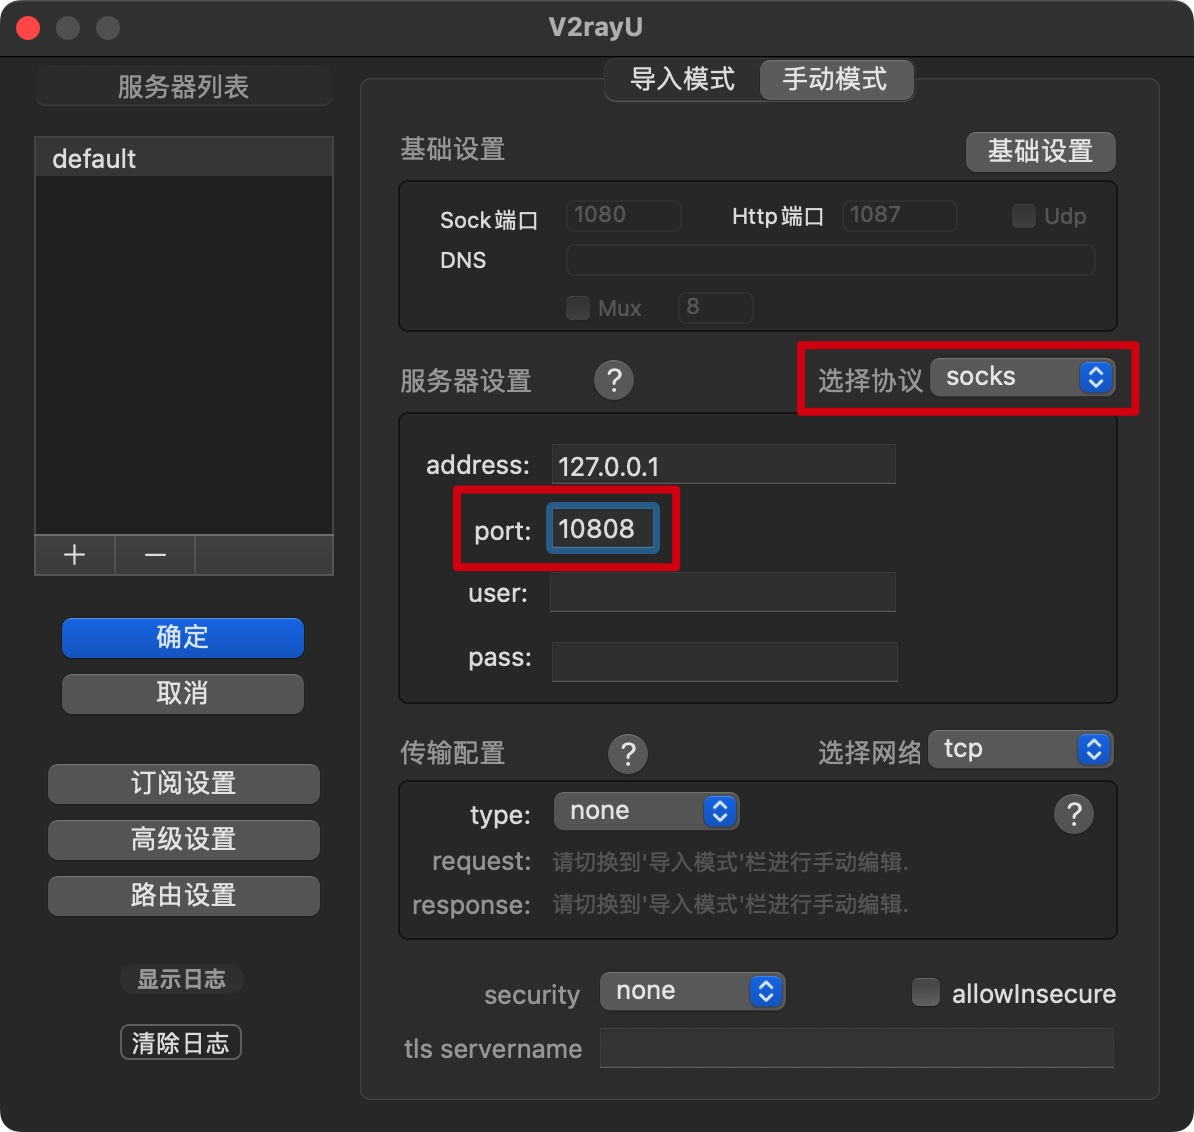 V2rayU
服务器列表
default
确定
取消
订阅设置
高级设置
路由设置
显示日志
清除日志
导入模式 手动模式
基础设置 基础设置
Sock端口 1080 Http端口 1087 Udp
DNS
Mux 8
服务器设置 ? 选择协议 socks
address: 127.0.0.1
port: 10808
user:
pass:
传输配置 ? 选择网络 tcp
type: none ?
request: 请切换到'导入模式'栏进行手动编辑.
response: 请切换到'导入模式'栏进行手动编辑.
security none allowInsecure
tls servername